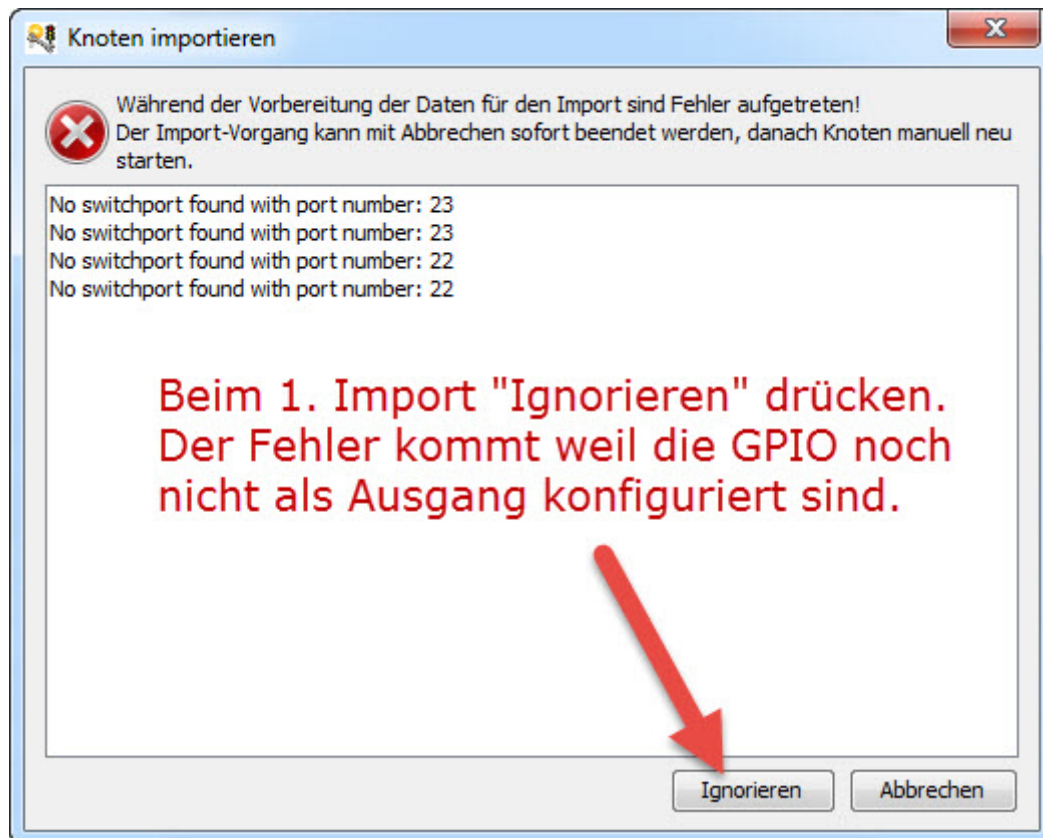 Knoten importieren
Während der Vorbereitung der Daten für den Import sind Fehler aufgetreten!
Der Import-Vorgang kann mit Abbrechen sofort beendet werden, danach Knoten manuell neu
starten.
No switchport found with port number: 23
No switchport found with port number: 23
No switchport found with port number: 22
No switchport found with port number: 22
Beim 1. Import "Ignorieren" drücken.
Der Fehler kommt weil die GPIO noch
nicht als Ausgang konfiguriert sind.
Ignorieren
Abbrechen